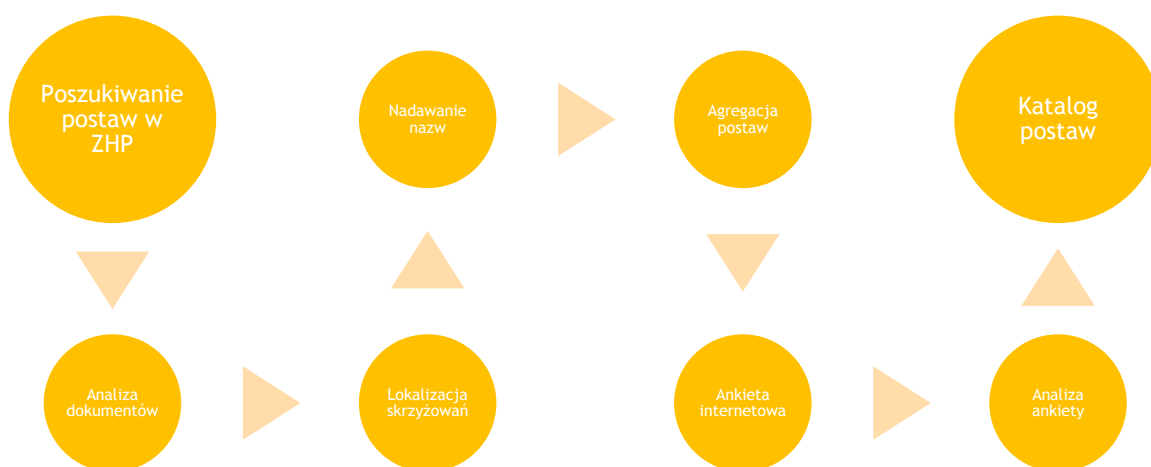 Poszukiwanie
postaw w
ZHP
Analiza
dokumentów
Lokalizacja
skrzyżowań
Nadawanie
nazw
Agregacja
postaw
Ankieta
internetowa
Analiza
ankiety
Katalog
postaw